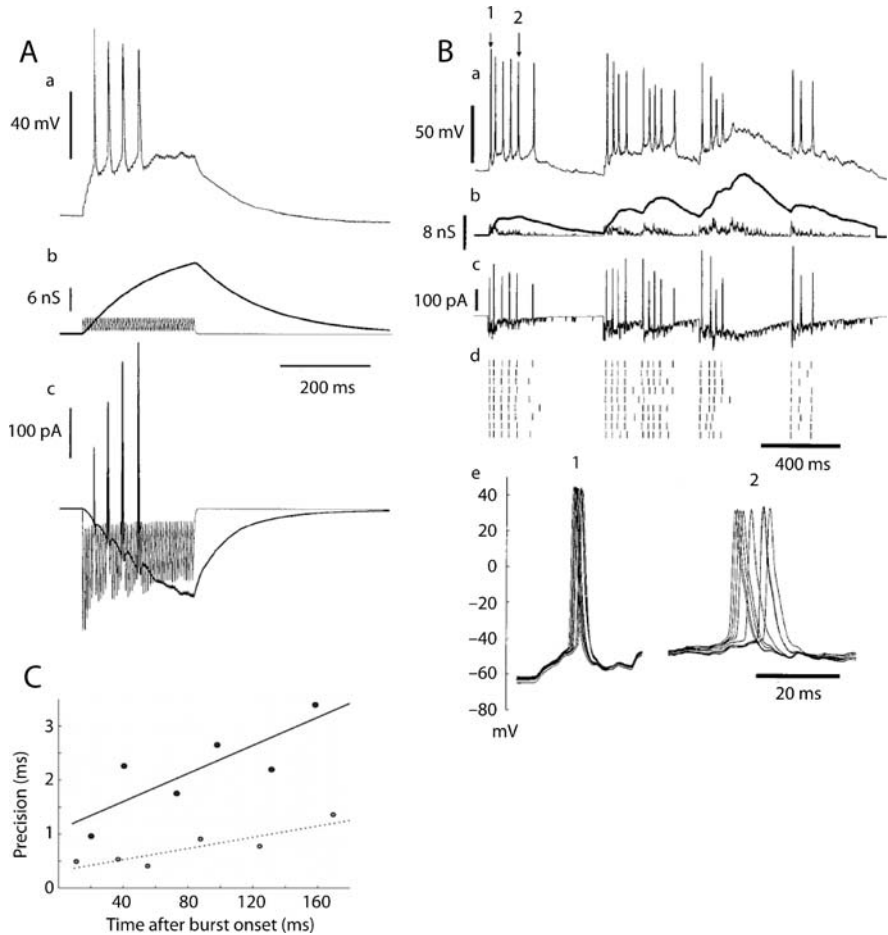 A
a
40 mV
b
6 nS
200 ms
c
100 pA
B
1
2
a
50 mV
b
8 nS
c
100 pA
d
400 ms
e
1
2
40
20
0
−20
−40
−60
−80
mV
20 ms
C
Precision (ms)
3
2
1
0
40
80
120
160
Time after burst onset (ms)